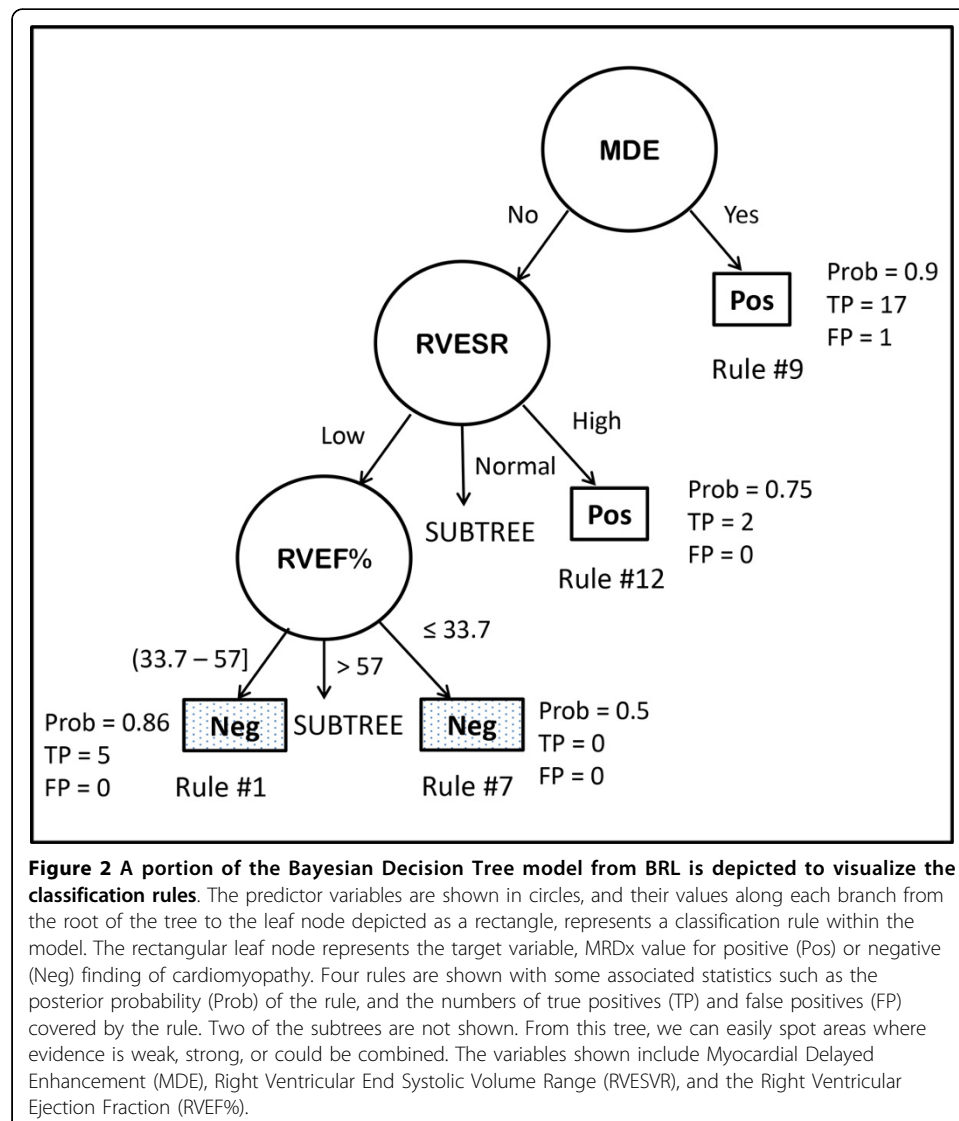 MDE
No
Yes
Pos
Prob = 0.9
TP = 17
FP = 1
Rule #9
RVESR
Low
Normal
High
SUBTREE
Pos
Prob = 0.75
TP = 2
FP = 0
Rule #12
RVEF%
(33.7 – 57]
> 57
≤ 33.7
Prob = 0.86
TP = 5
FP = 0
Neg
Rule #1
SUBTREE
Neg
Rule #7
Prob = 0.5
TP = 0
FP = 0
Figure 2 A portion of the Bayesian Decision Tree model from BRL is depicted to visualize the
classification rules. The predictor variables are shown in circles, and their values along each branch from
the root of the tree to the leaf node depicted as a rectangle, represents a classification rule within the
model. The rectangular leaf node represents the target variable, MRDx value for positive (Pos) or negative
(Neg) finding of cardiomyopathy. Four rules are shown with some associated statistics such as the
posterior probability (Prob) of the rule, and the numbers of true positives (TP) and false positives (FP)
covered by the rule. Two of the subtrees are not shown. From this tree, we can easily spot areas where
evidence is weak, strong, or could be combined. The variables shown include Myocardial Delayed
Enhancement (MDE), Right Ventricular End Systolic Volume Range (RVESVR), and the Right Ventricular
Ejection Fraction (RVEF%).